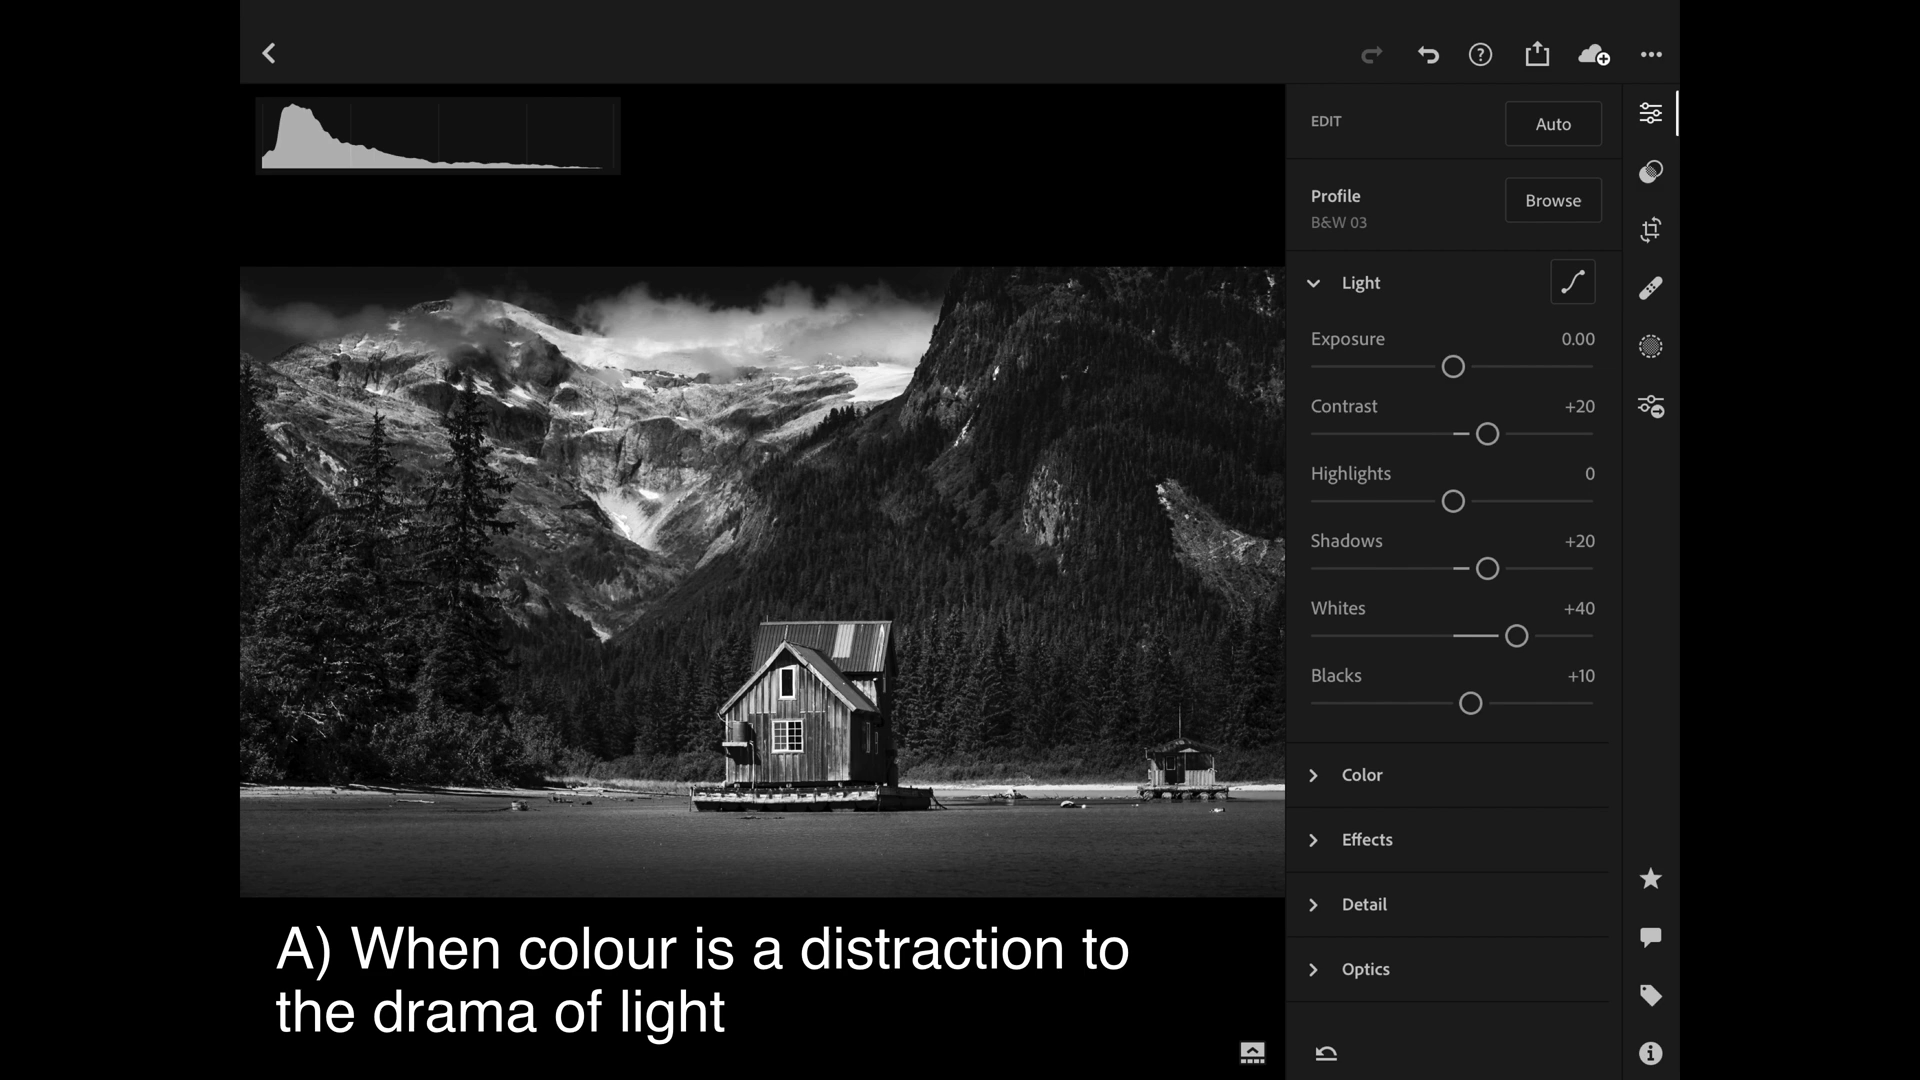 EDIT
Auto
Profile
B&W 03
Browse
Light
Exposure 0.00
Contrast +20
Highlights 0
Shadows +20
Whites +40
Blacks +10
Color
Effects
Detail
Optics
A) When colour is a distraction to
the drama of light